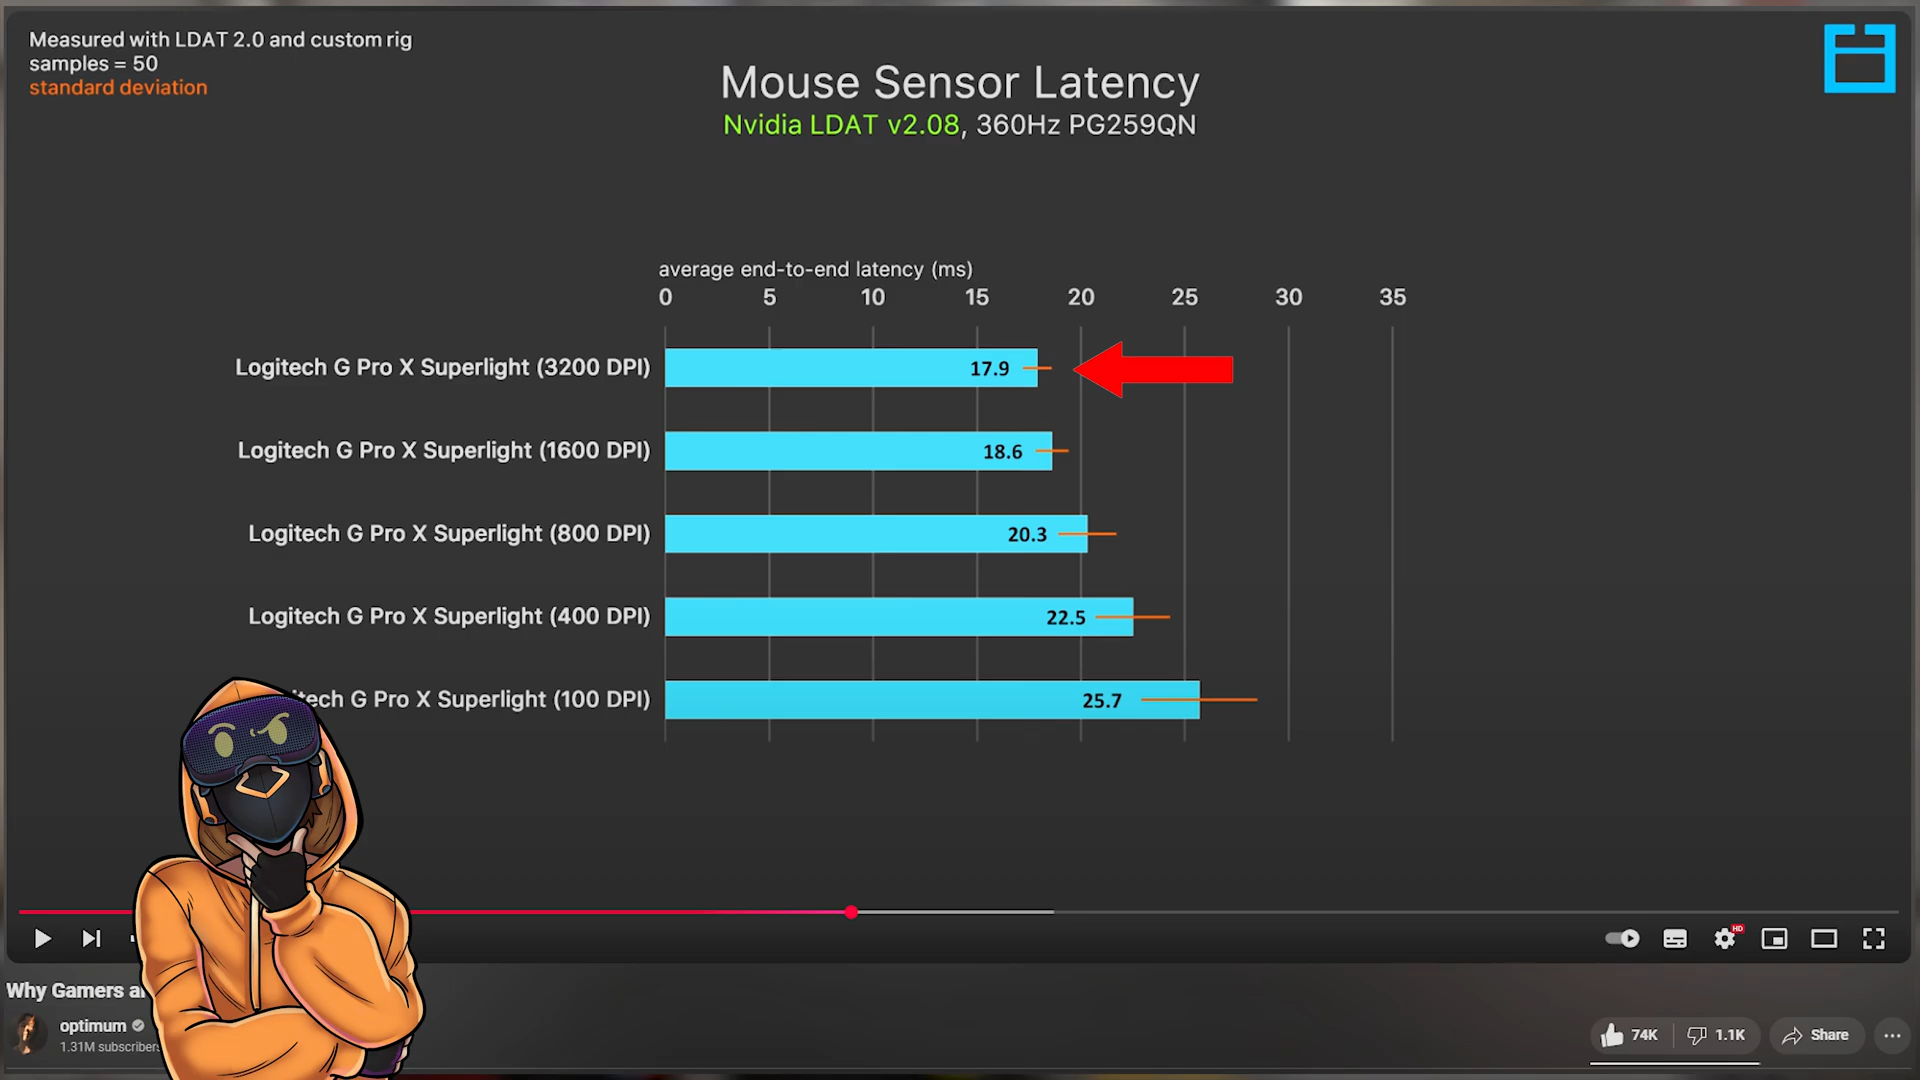 Measured with LDAT 2.0 and custom rig
samples = 50
standard deviation
Mouse Sensor Latency
Nvidia LDAT v2.08, 360Hz PG259QN
average end-to-end latency (ms)
0 5 10 15 20 25 30 35
Logitech G Pro X Superlight (3200 DPI) 17.9
Logitech G Pro X Superlight (1600 DPI) 18.6
Logitech G Pro X Superlight (800 DPI) 20.3
Logitech G Pro X Superlight (400 DPI) 22.5
tech G Pro X Superlight (100 DPI) 25.7
HD
Why Gamers
optimum
1.31M subscribers
74K 1.1K Share